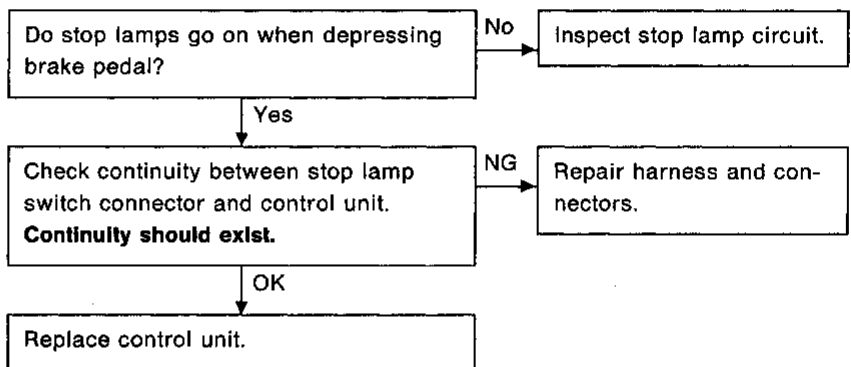 Do stop lamps go on when depressing
brake pedal?
No
Inspect stop lamp circuit.
Yes
Check continuity between stop lamp
switch connector and control unit.
Continuity should exist.
NG
Repair harness and con-
nectors.
OK
Replace control unit.